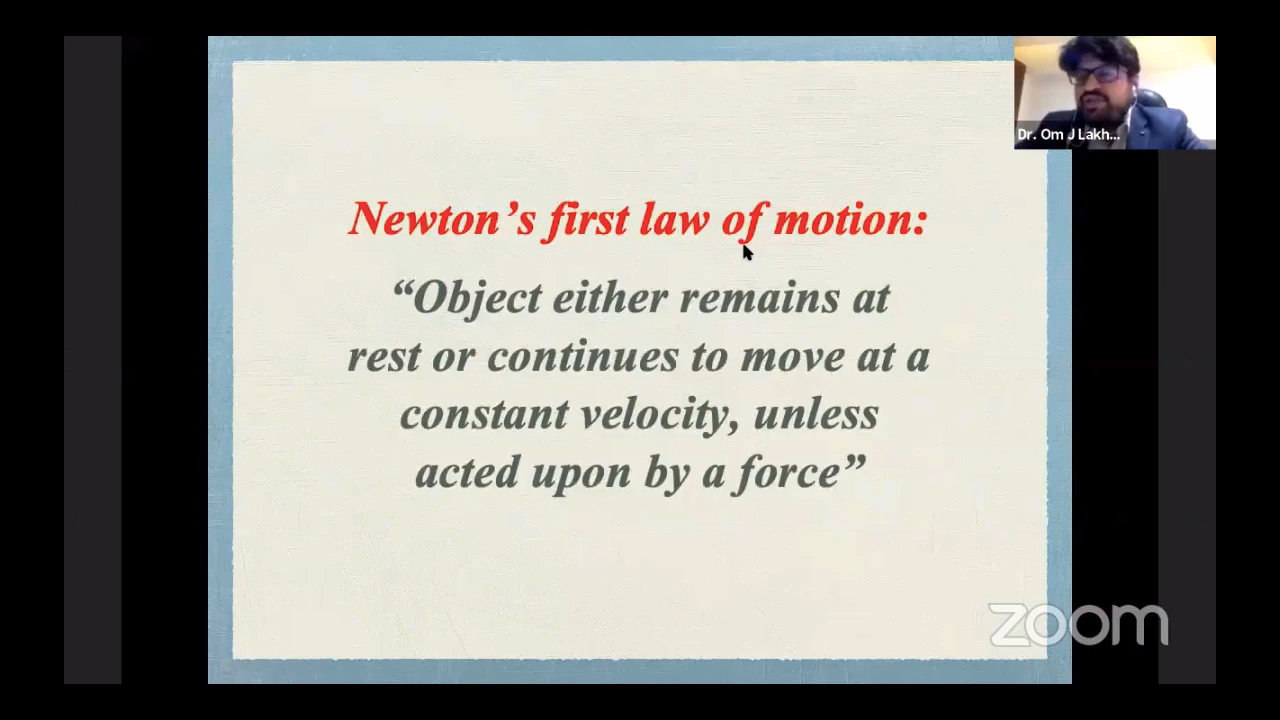 Dr. Om J Lakh...
Newton's first law of motion:
“Object either remains at
rest or continues to move at a
constant velocity, unless
acted upon by a force”
zoom